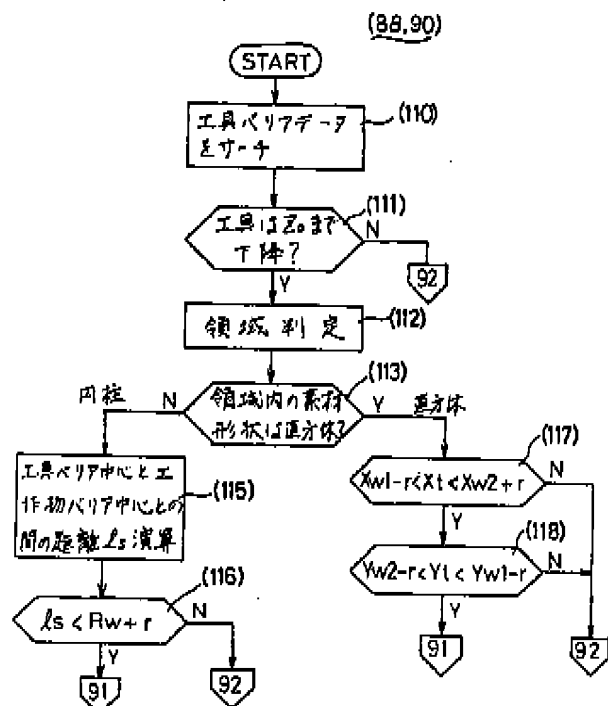 (88,90)
START
工具バリアデータ
をサーチ
(110)
工具はZoまで
下降?
(111)
N
92
Y
領域判定
(112)
領域内の素材
形状は直方体?
(113)
円柱
N
Y
直方体
工具バリア中心と工
作物バリア中心との
間の距離ls演算
(115)
ls<Rw+r
(116)
N
Y
91
92
Xw1-r<Xt<Xw2+r
(117)
N
Y
Yw2-r<Yt<Yw1-r
(118)
N
Y
91
92